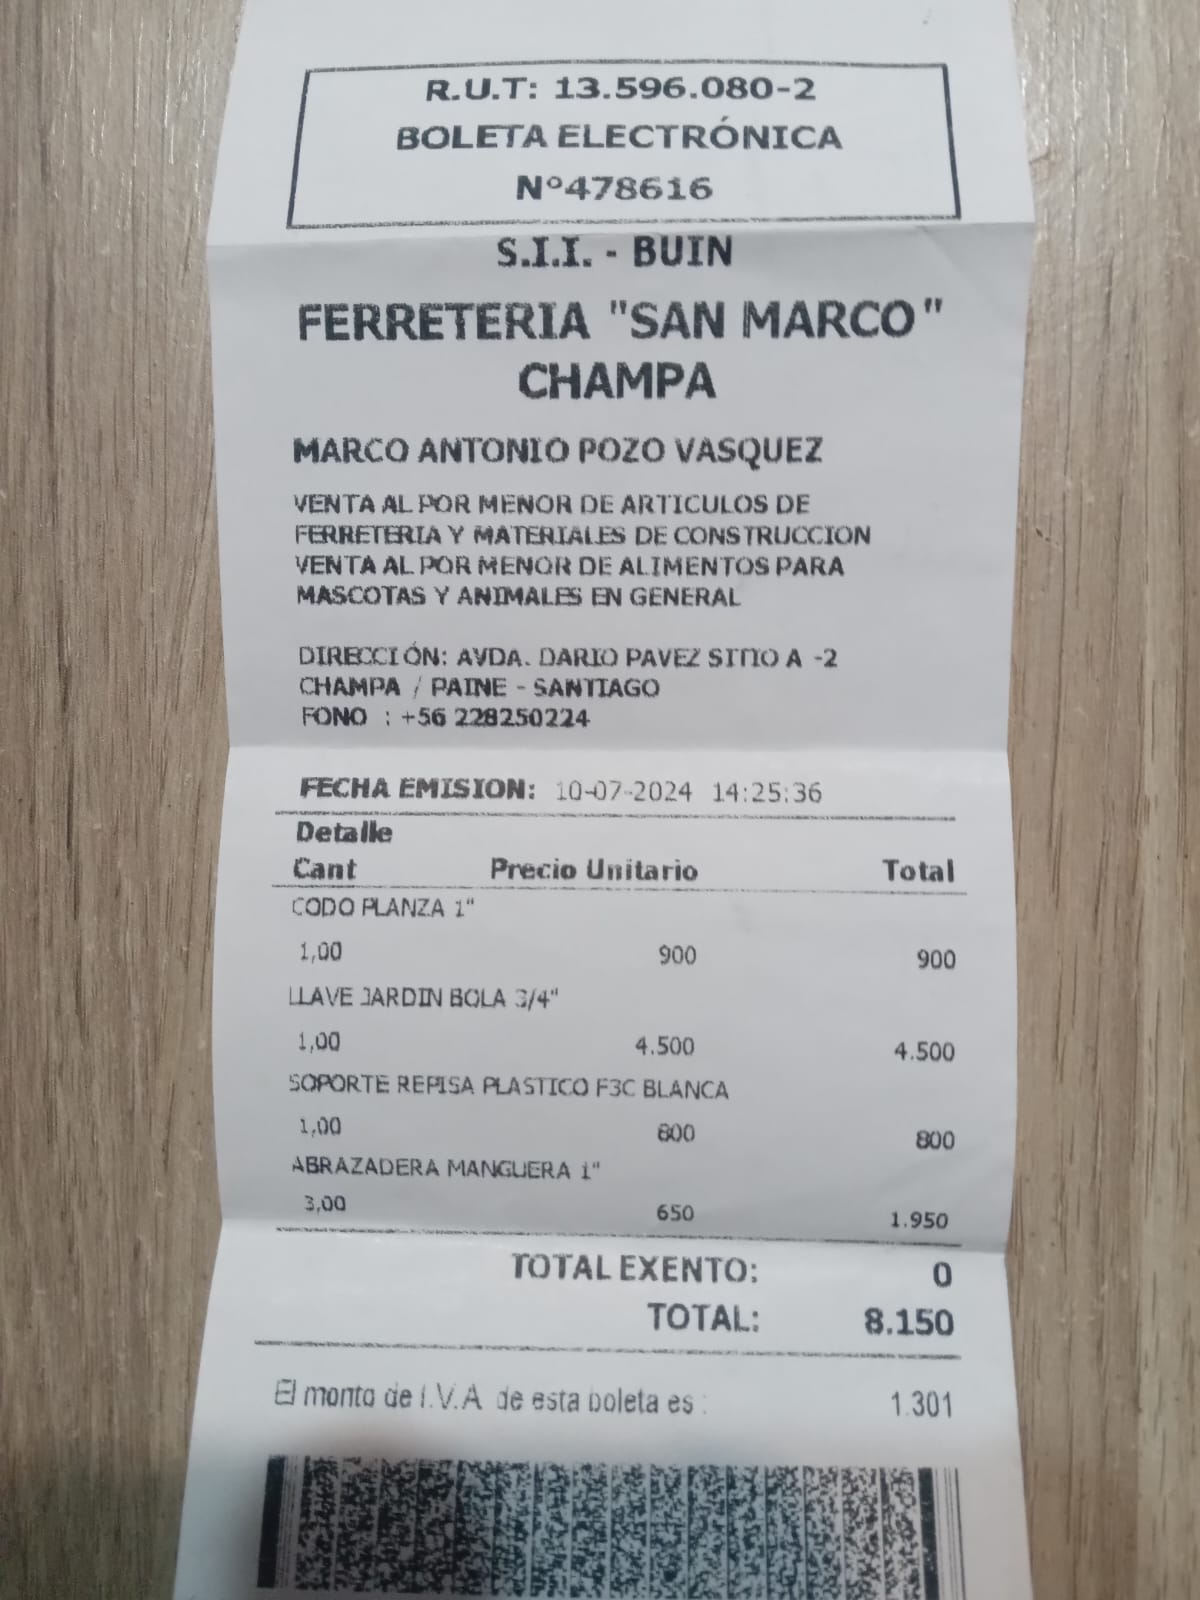 R.U.T: 13.596.080-2
BOLETA ELECTRÓNICA
N°478616
S.I.I. - BUIN
FERRETERIA "SAN MARCO"
CHAMPA
MARCO ANTONIO POZO VASQUEZ
VENTA AL POR MENOR DE ARTICULOS DE
FERRETERIA Y MATERIALES DE CONSTRUCCION
VENTA AL POR MENOR DE ALIMENTOS PARA
MASCOTAS Y ANIMALES EN GENERAL
DIRECCIÓN: AVDA. DARIO PAVEZ SITIO A -2
CHAMPA / PAINE - SANTIAGO
FONO : +56 228250224
FECHA EMISION: 10-07-2024 14:25:36
Detalle
Cant Precio Unitario Total
CODO PLANZA 1"
1,00 900 900
LLAVE JARDIN BOLA 3/4"
1,00 4.500 4.500
SOPORTE REPISA PLASTICO F3C BLANCA
1,00 800 800
ABRAZADERA MANGUERA 1"
3,00 650 1.950
TOTAL EXENTO: 0
TOTAL: 8.150
El monto de I.V.A de esta boleta es : 1.301